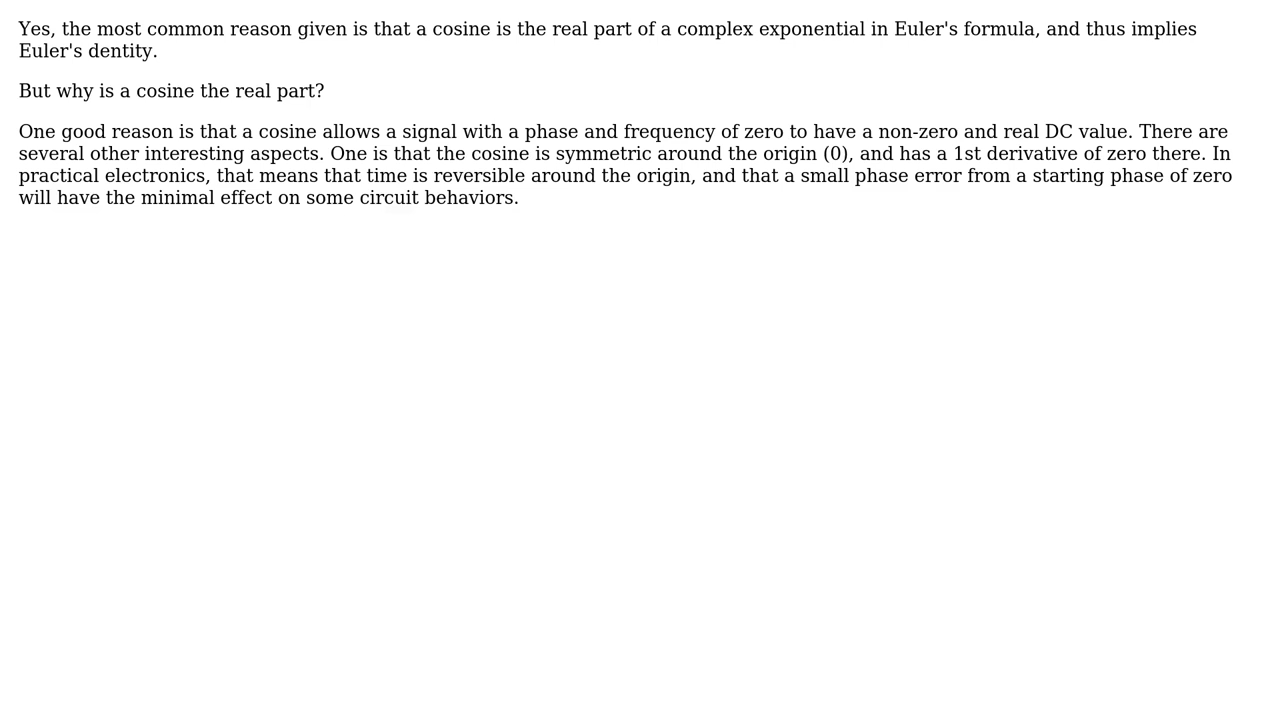 Yes, the most common reason given is that a cosine is the real part of a complex exponential in Euler's formula, and thus implies
Euler's dentity.
But why is a cosine the real part?
One good reason is that a cosine allows a signal with a phase and frequency of zero to have a non-zero and real DC value. There are
several other interesting aspects. One is that the cosine is symmetric around the origin (0), and has a 1st derivative of zero there. In
practical electronics, that means that time is reversible around the origin, and that a small phase error from a starting phase of zero
will have the minimal effect on some circuit behaviors.